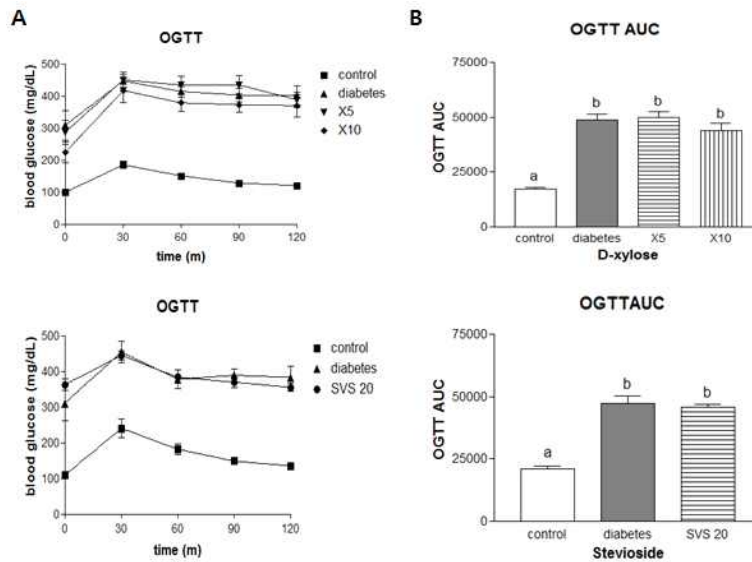 A
OGTT
control
diabetes
X5
X10
blood glucose (mg/dL)
500
400
300
200
100
0
0 30 60 90 120
time (m)
B
OGTT AUC
OGTT AUC
75000
50000
25000
0
a
b
b
b
control diabetes X5 X10
D-xylose
OGTT
control
diabetes
SVS 20
blood glucose (mg/dL)
500
400
300
200
100
0
0 30 60 90 120
time (m)
OGTTAUC
OGTT AUC
75000
50000
25000
0
a
b
b
control diabetes SVS 20
Stevioside